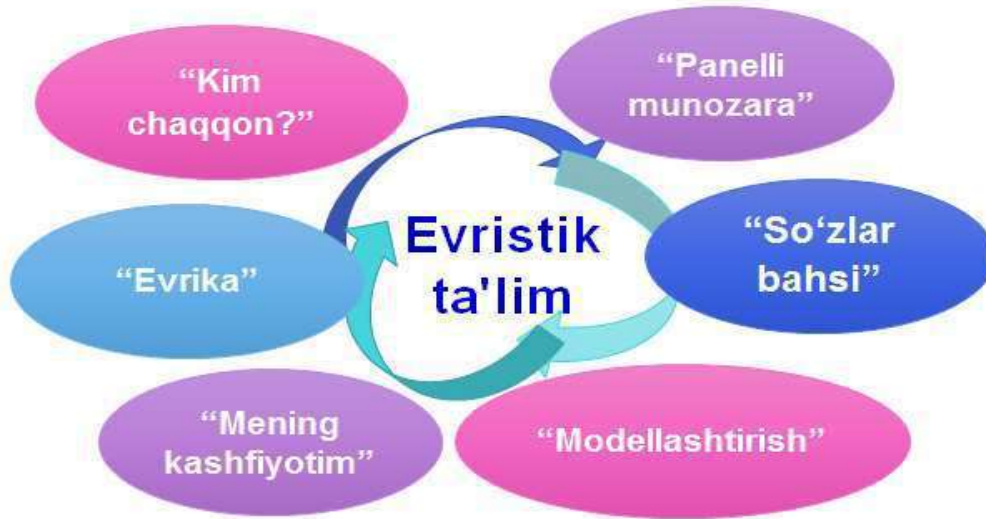 “Kim
chaqqon?”
“Panelli
munozara”
“Evrika”
Evristik
ta'lim
“So‘zlar
bahsi”
“Mening
kashfiyotim”
“Modellashtirish”